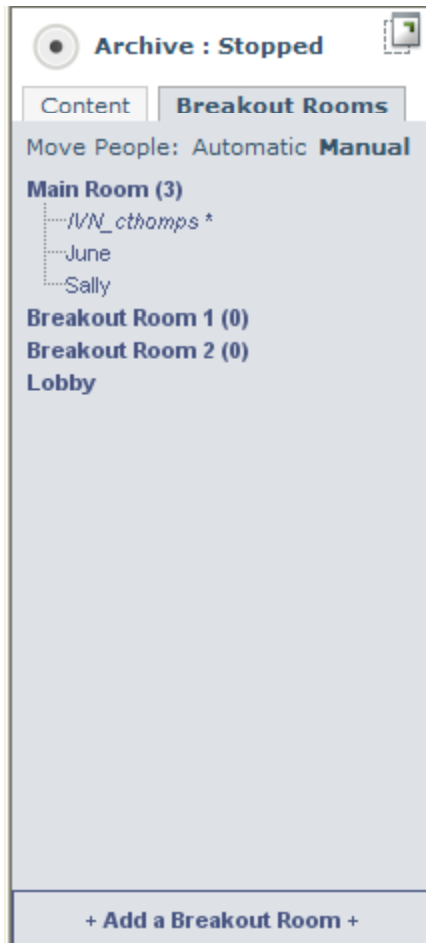 Archive : Stopped
Content Breakout Rooms
Move People: Automatic Manual
Main Room (3)
IVN_cthomps *
June
Sally
Breakout Room 1 (0)
Breakout Room 2 (0)
Lobby
+ Add a Breakout Room +